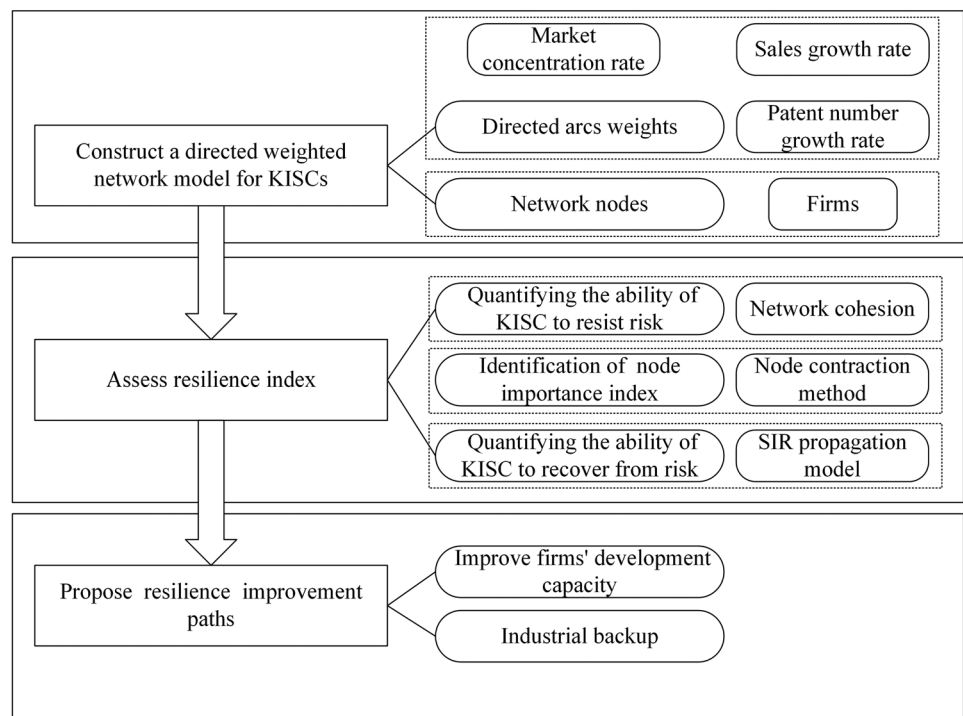 Market
concentration rate
Sales growth rate
Construct a directed weighted
network model for KISCs
Directed arcs weights
Patent number
growth rate
Network nodes
Firms
Assess resilience index
Quantifying the ability of
KISC to resist risk
Network cohesion
Identification of node
importance index
Node contraction
method
Quantifying the ability of
KISC to recover from risk
SIR propagation
model
Propose resilience improvement
paths
Improve firms' development
capacity
Industrial backup